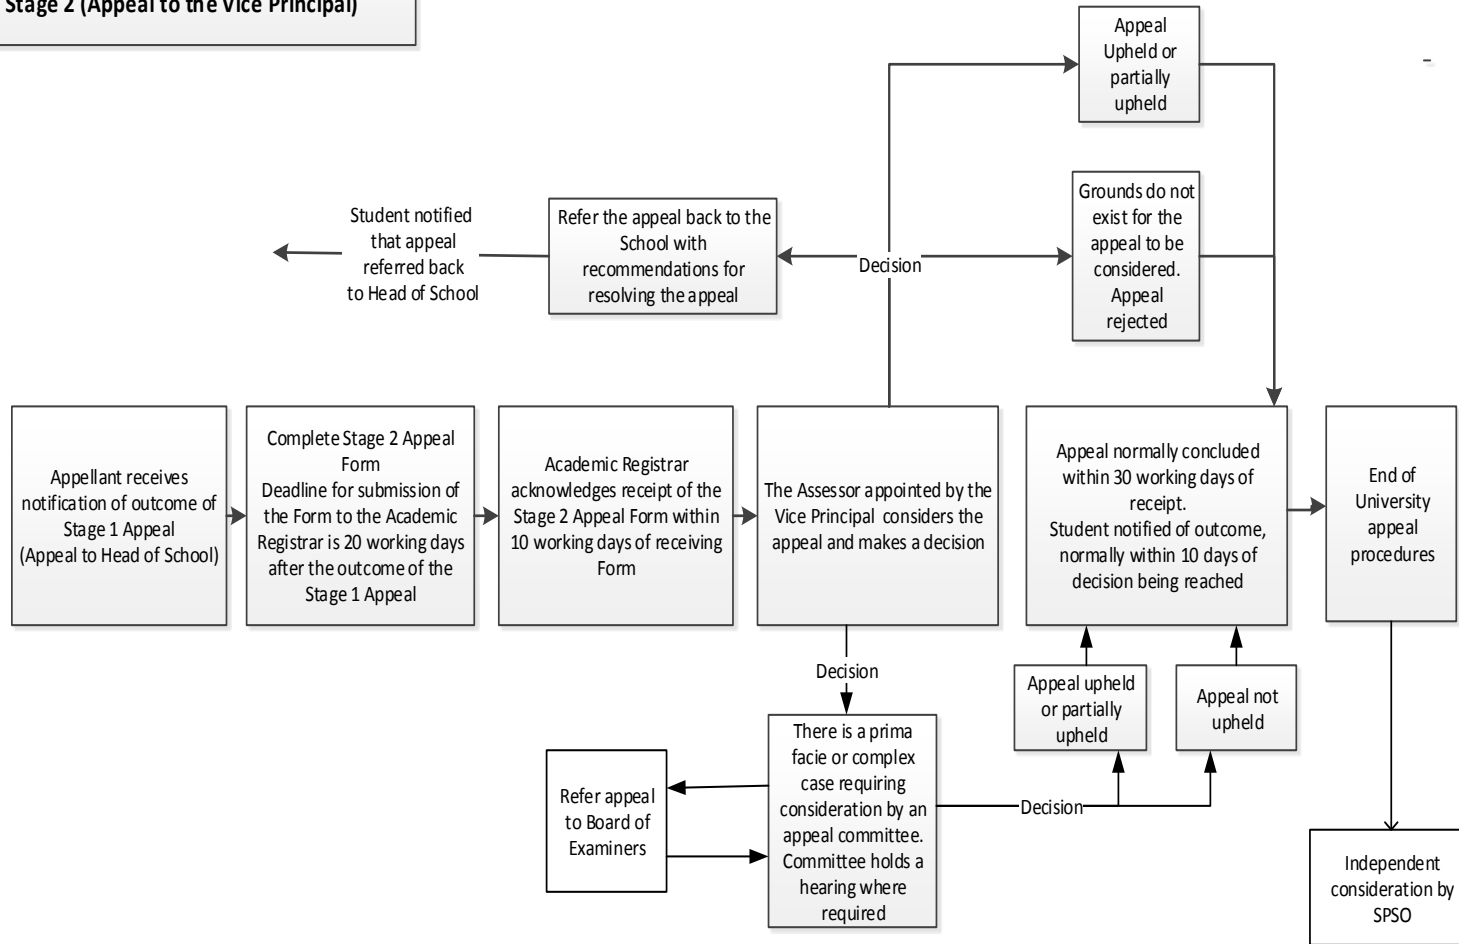 Stage 2 (Appeal to the Vice Principal)
Appeal
Upheld or
partially
upheld
-
Student notified
that appeal
referred back
to Head of School
Refer the appeal back to the
School with
recommendations for
resolving the appeal
Decision
Grounds do not
exist for the
appeal to be
considered.
Appeal
rejected
Appellant receives
notification of outcome of
Stage 1 Appeal
(Appeal to Head of School)
Complete Stage 2 Appeal
Form
Deadline for submission of
the Form to the Academic
Registrar is 20 working days
after the outcome of the
Stage 1 Appeal
Academic Registrar
acknowledges receipt of the
Stage 2 Appeal Form within
10 working days of receiving
Form
The Assessor appointed by the
Vice Principal considers the
appeal and makes a decision
Appeal normally concluded
within 30 working days of
receipt.
Student notified of outcome,
normally within 10 days of
decision being reached
End of
University
appeal
procedures
Decision
Appeal upheld
or partially
upheld
Appeal not
upheld
Refer appeal
to Board of
Examiners
There is a prima
facie or complex
case requiring
consideration by an
appeal committee.
Committee holds a
hearing where
required
Decision
Independent
consideration by
SPSO